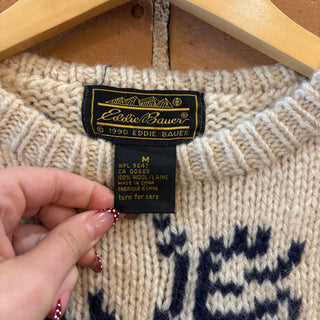 Eddie Bauer
© 1990 EDDIE BAUER
M
WPL 9647
CA 00665
100% WOOL/LAINE
MADE IN CHINA
FABRIQUE A CHINE
turn for care